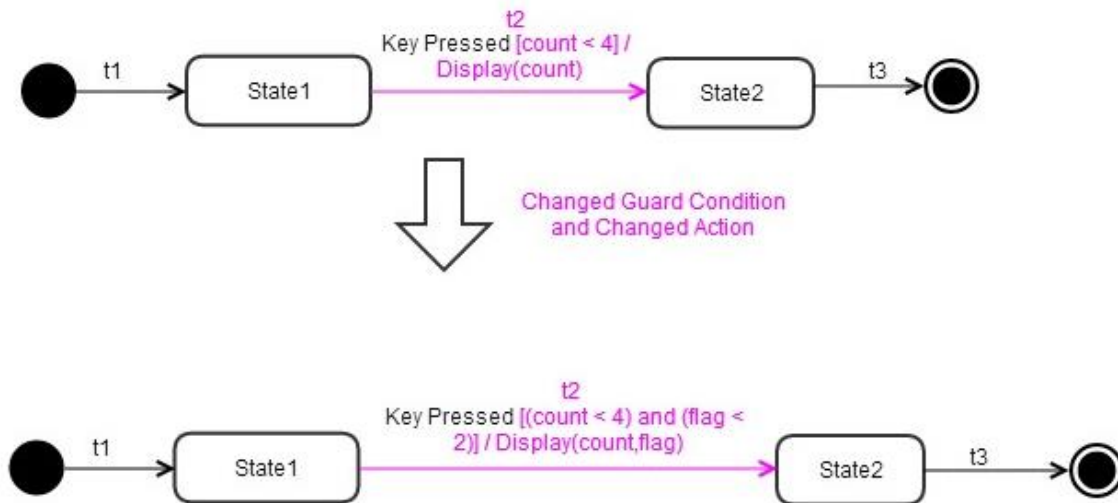 t2
Key Pressed [count < 4] /
Display(count)
t1
State1
State2
t3
Changed Guard Condition
and Changed Action
t2
Key Pressed [(count < 4) and (flag <
2)] / Display(count,flag)
t1
State1
State2
t3